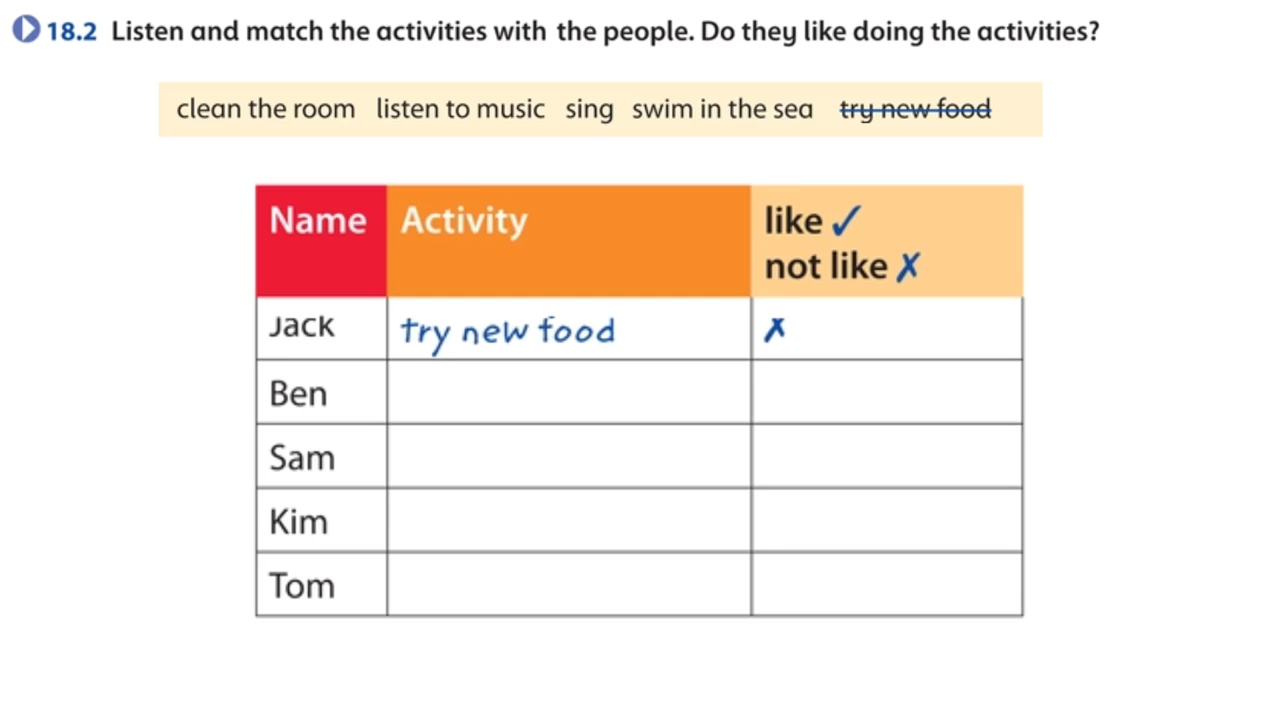 18.2 Listen and match the activities with the people. Do they like doing the activities?
clean the room listen to music sing swim in the sea try new food
Name Activity like ✓
not like ✗
Jack try new food ✗
Ben
Sam
Kim
Tom